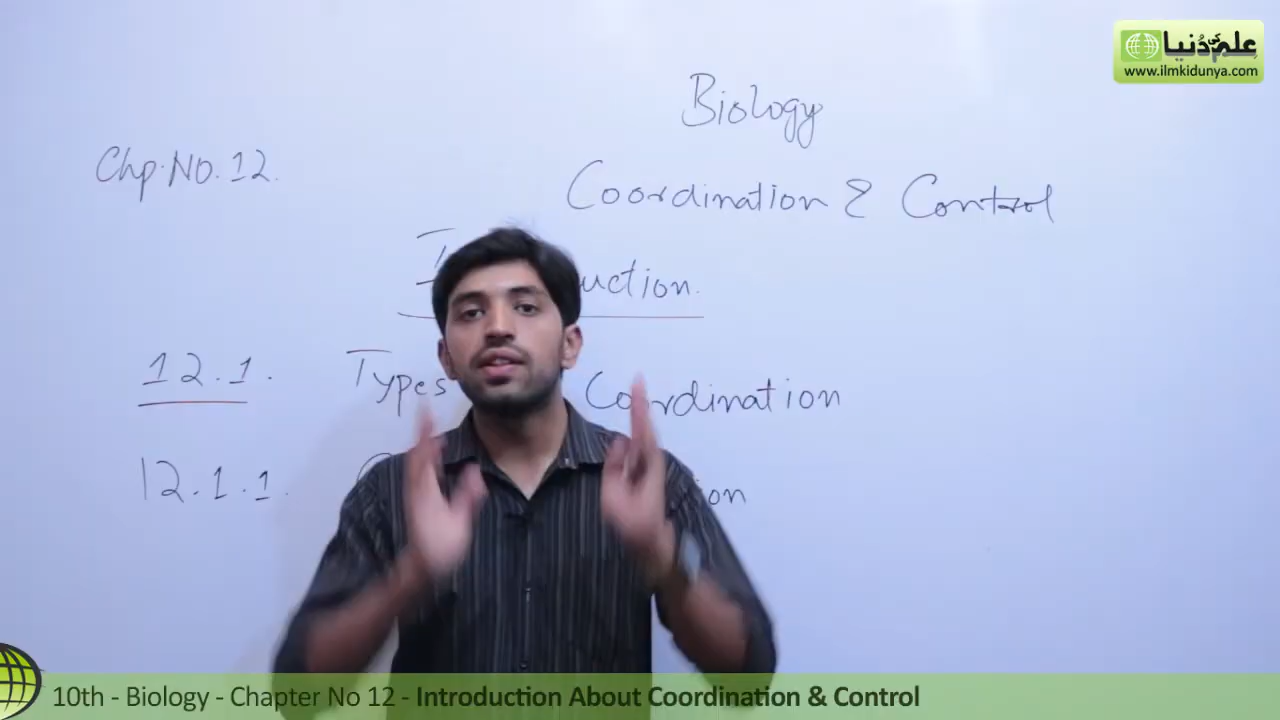 علم کی دُنیا
www.ilmkidunya.com
Biology
Chp. No. 12.
Coordination & Control
uction.
12.1. Types Coordination
12.1.1. on
10th - Biology - Chapter No 12 - Introduction About Coordination & Control